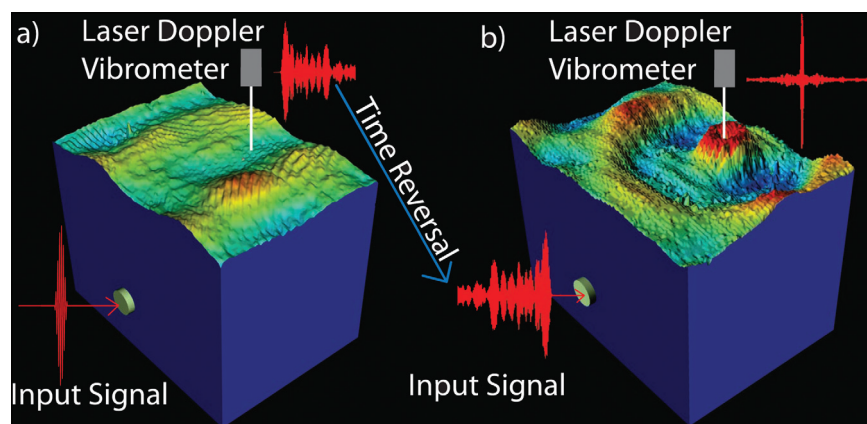 a)
Laser Doppler
Vibrometer
Input Signal
Time Reversal
b)
Laser Doppler
Vibrometer
Input Signal